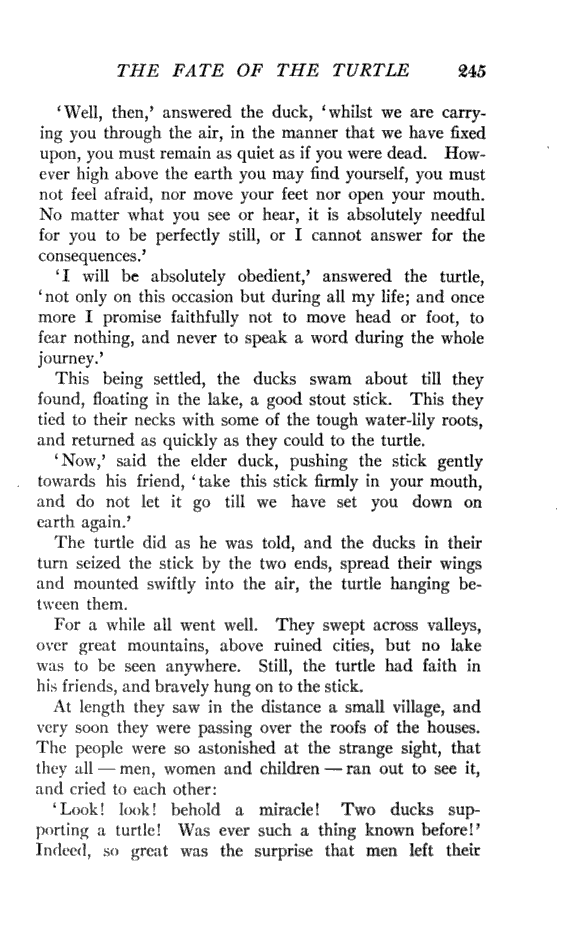 THE FATE OF THE TURTLE 245
‘Well, then,’ answered the duck, ‘whilst we are carry-
ing you through the air, in the manner that we have fixed
upon, you must remain as quiet as if you were dead. How-
ever high above the earth you may find yourself, you must
not feel afraid, nor move your feet nor open your mouth.
No matter what you see or hear, it is absolutely needful
for you to be perfectly still, or I cannot answer for the
consequences.’
‘I will be absolutely obedient,’ answered the turtle,
‘not only on this occasion but during all my life; and once
more I promise faithfully not to move head or foot, to
fear nothing, and never to speak a word during the whole
journey.’
This being settled, the ducks swam about till they
found, floating in the lake, a good stout stick. This they
tied to their necks with some of the tough water-lily roots,
and returned as quickly as they could to the turtle.
‘Now,’ said the elder duck, pushing the stick gently
towards his friend, ‘take this stick firmly in your mouth,
and do not let it go till we have set you down on
earth again.’
The turtle did as he was told, and the ducks in their
turn seized the stick by the two ends, spread their wings
and mounted swiftly into the air, the turtle hanging be-
tween them.
For a while all went well. They swept across valleys,
over great mountains, above ruined cities, but no lake
was to be seen anywhere. Still, the turtle had faith in
his friends, and bravely hung on to the stick.
At length they saw in the distance a small village, and
very soon they were passing over the roofs of the houses.
The people were so astonished at the strange sight, that
they all — men, women and children — ran out to see it,
and cried to each other:
‘Look! look! behold a miracle! Two ducks sup-
porting a turtle! Was ever such a thing known before!’
Indeed, so great was the surprise that men left their